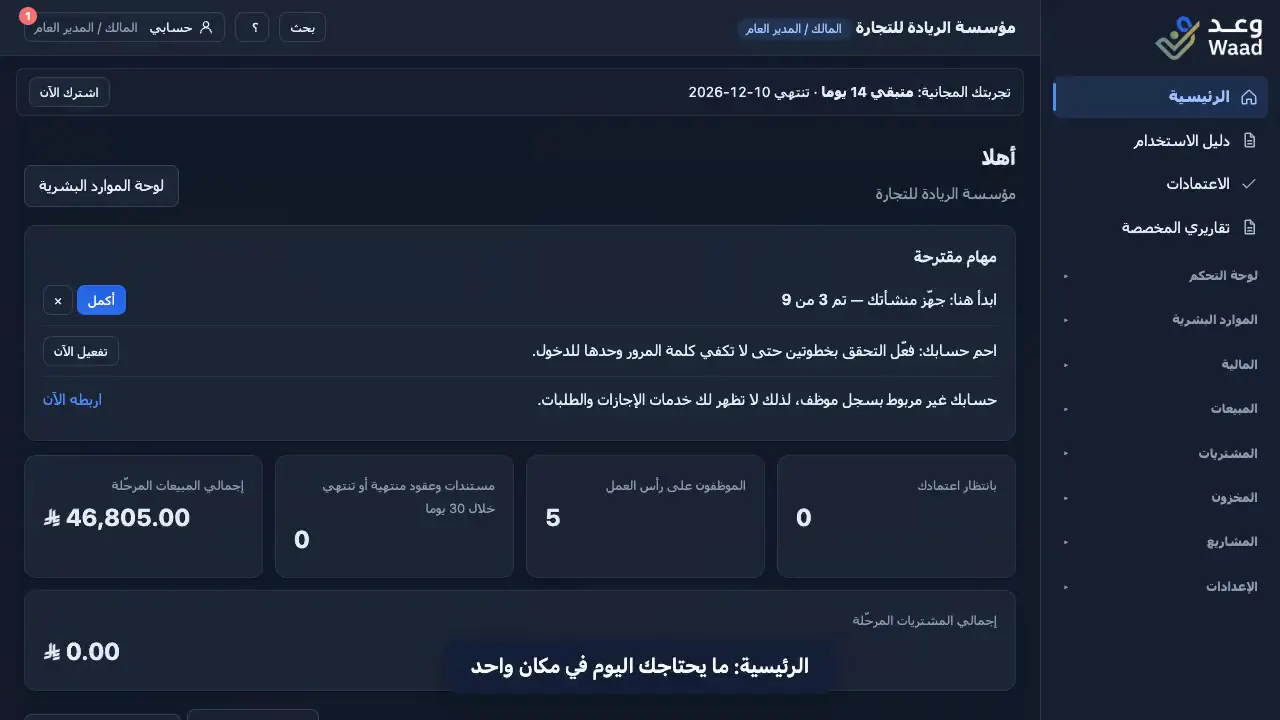 وعد
Waad
الرئيسية
دليل الاستخدام
الاعتمادات
تقاريري المخصصة
لوحة التحكم
الموارد البشرية
المالية
المبيعات
المشتريات
المخزون
المشاريع
الإعدادات
مؤسسة الريادة للتجارة المالك / المدير العام
بحث
؟
حسابي المالك / المدير العام
1
تجربتك المجانية: متبقي 14 يوما · تنتهي 10-12-2026
اشترك الآن
أهلا
مؤسسة الريادة للتجارة
لوحة الموارد البشرية
مهام مقترحة
ابدأ هنا: جهّز منشأتك — تم 3 من 9
أكمل
×
احم حسابك: فعّل التحقق بخطوتين حتى لا تكفي كلمة المرور وحدها للدخول.
تفعيل الآن
حسابك غير مربوط بسجل موظف، لذلك لا تظهر لك خدمات الإجازات والطلبات.
اربطه الآن
بانتظار اعتمادك
0
الموظفون على رأس العمل
5
مستندات وعقود منتهية أو تنتهي
خلال 30 يوما
0
إجمالي المبيعات المرحّلة
46,805.00
إجمالي المشتريات المرحّلة
0.00
الرئيسية: ما يحتاجك اليوم في مكان واحد